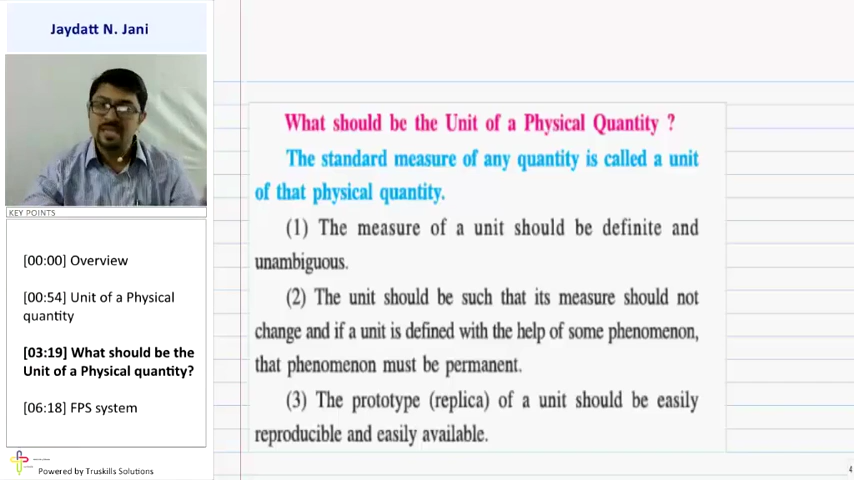 Jaydatt N. Jani
KEY POINTS
[00:00] Overview
[00:54] Unit of a Physical
quantity
[03:19] What should be the
Unit of a Physical quantity?
[06:18] FPS system
Powered by Truskills Solutions
What should be the Unit of a Physical Quantity ?
The standard measure of any quantity is called a unit
of that physical quantity.
(1) The measure of a unit should be definite and
unambiguous.
(2) The unit should be such that its measure should not
change and if a unit is defined with the help of some phenomenon,
that phenomenon must be permanent.
(3) The prototype (replica) of a unit should be easily
reproducible and easily available.
4